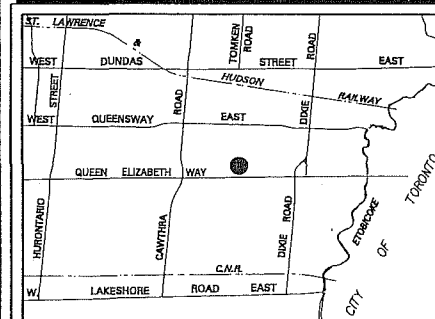 ST. LAWRENCE
TOMKEN
ROAD
ROAD
WEST DUNDAS STREET EAST
HUDSON
RAILWAY
STREET
ROAD
WEST QUEENSWAY EAST
DIXIE
QUEEN ELIZABETH WAY
HURONTARIO
CAWTHRA
DIXIE ROAD
ETOBICOKE
CITY OF TORONTO
C.N.R.
W. LAKESHORE ROAD EAST